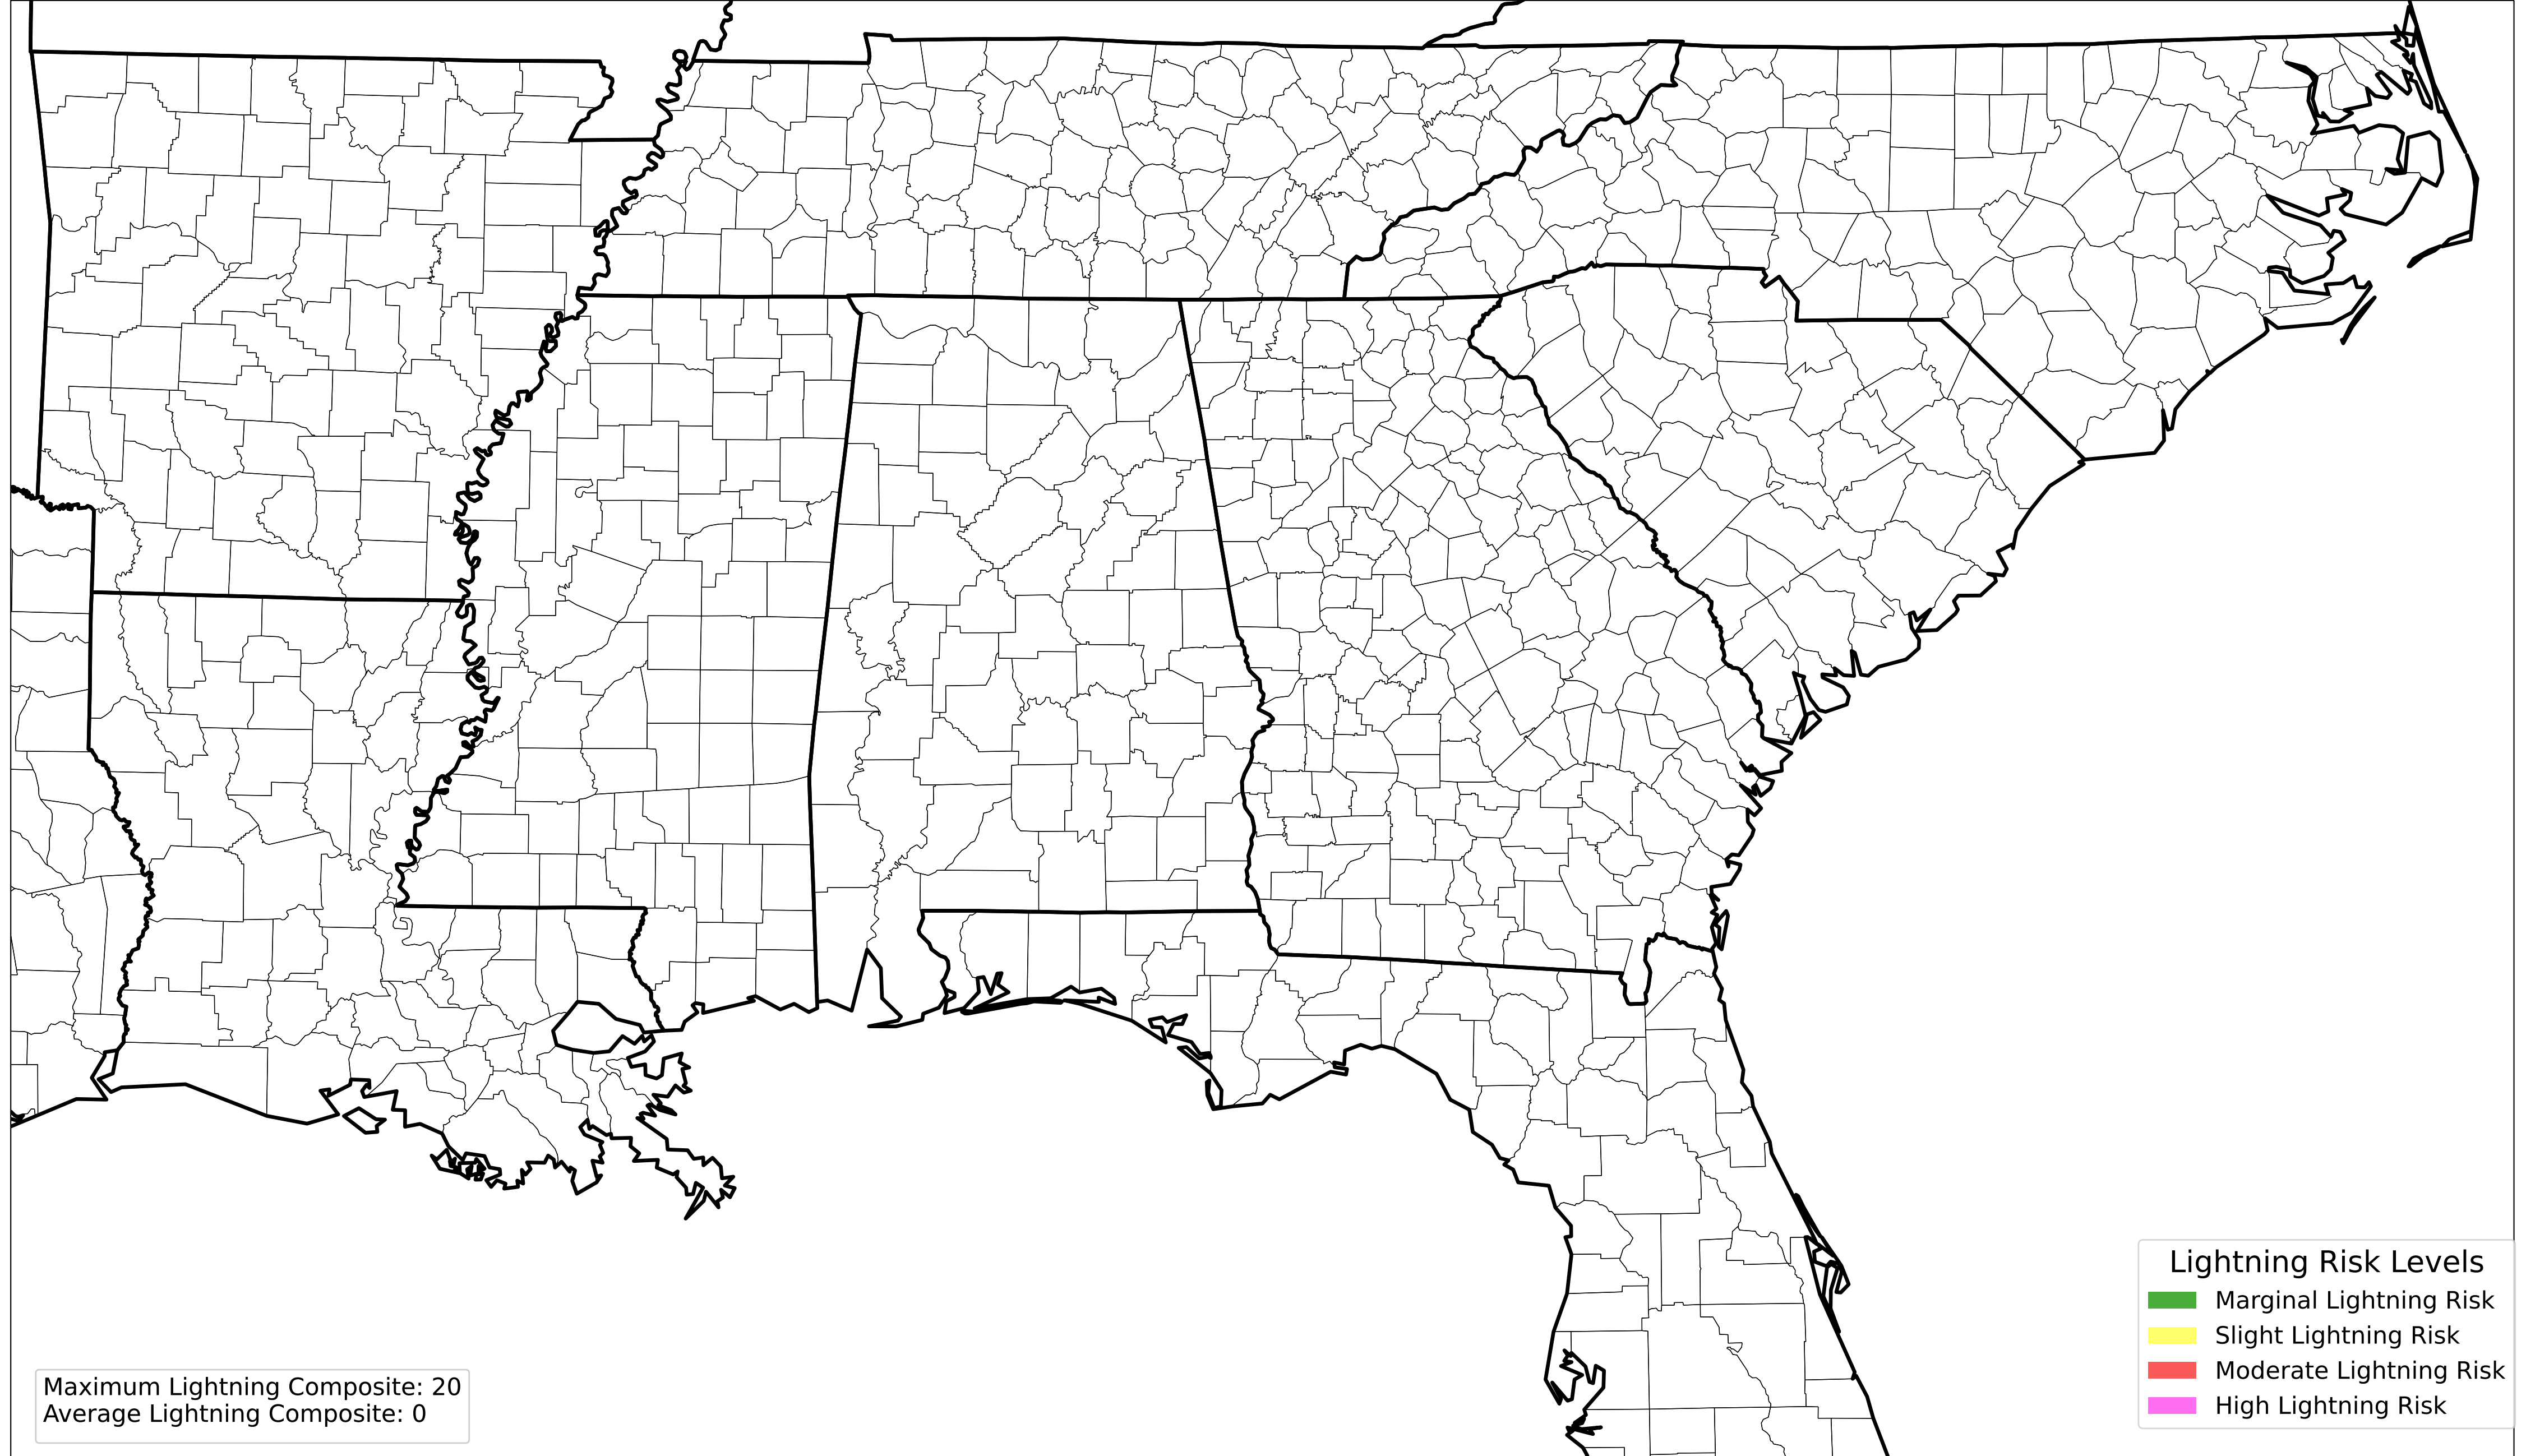 Lightning Risk Levels
Marginal Lightning Risk
Slight Lightning Risk
Moderate Lightning Risk
High Lightning Risk
Maximum Lightning Composite: 20
Average Lightning Composite: 0